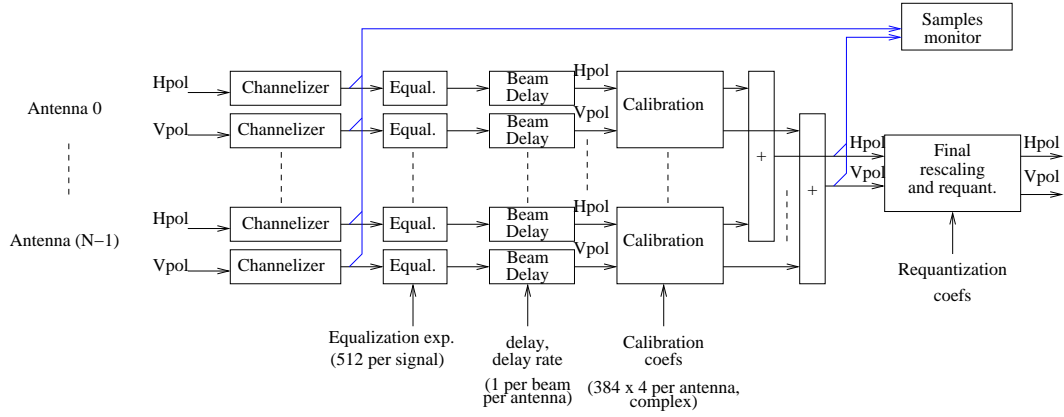 Samples
monitor
Antenna 0
Hpol
Channelizer
Equal.
Beam
Delay
Hpol
Calibration
Vpol
Channelizer
Equal.
Beam
Delay
Vpol
+
+
Hpol
Vpol
Final
rescaling
and requant.
Hpol
Vpol
Antenna (N−1)
Hpol
Channelizer
Equal.
Beam
Delay
Hpol
Calibration
Vpol
Channelizer
Equal.
Beam
Delay
Vpol
Requantization
coefs
Equalization exp.
(512 per signal)
delay,
delay rate
(1 per beam
per antenna)
Calibration
coefs
(384 x 4 per antenna,
complex)